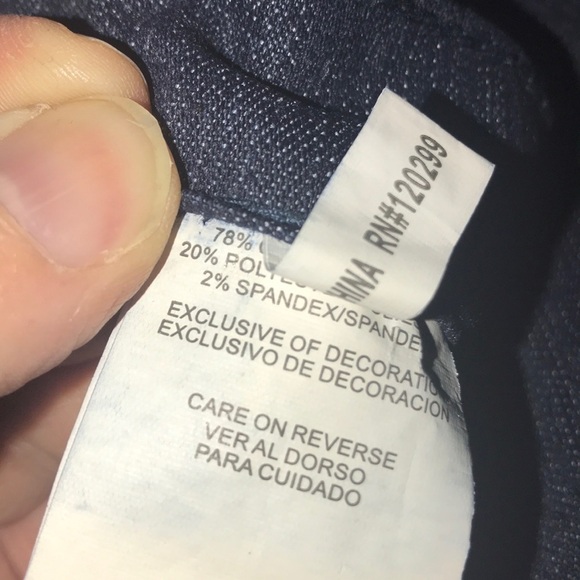 HINA RN#120299
78%
20%
2% SPANDEX/SPANDE
EXCLUSIVE OF DECORATIO
EXCLUSIVO DE DECORACION
CARE ON REVERSE
VER AL DORSO
PARA CUIDADO